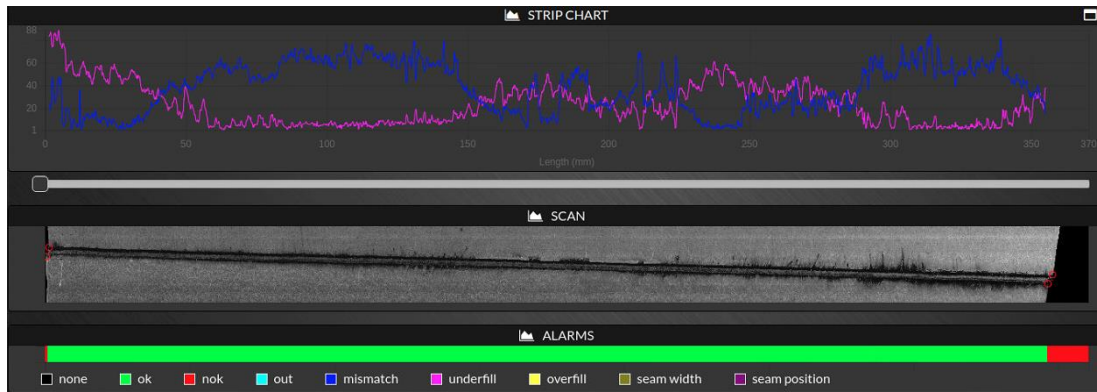 STRIP CHART
88
60
40
20
1
0 50 100 150 200 250 300 350 370
Length (mm)
SCAN
ALARMS
none ok nok out mismatch underfill overfill seam width seam position